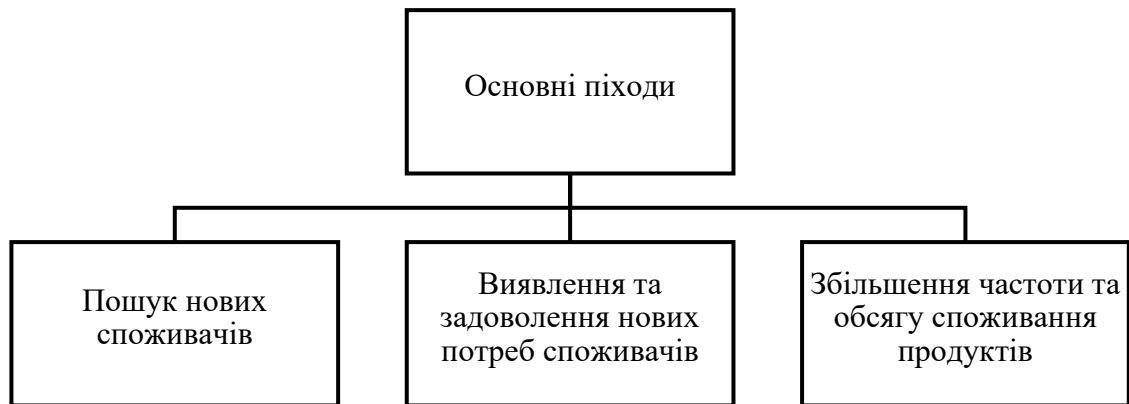 Основні піходи
Пошук нових
споживачів
Виявлення та
задоволення нових
потреб споживачів
Збільшення частоти та
обсягу споживання
продуктів